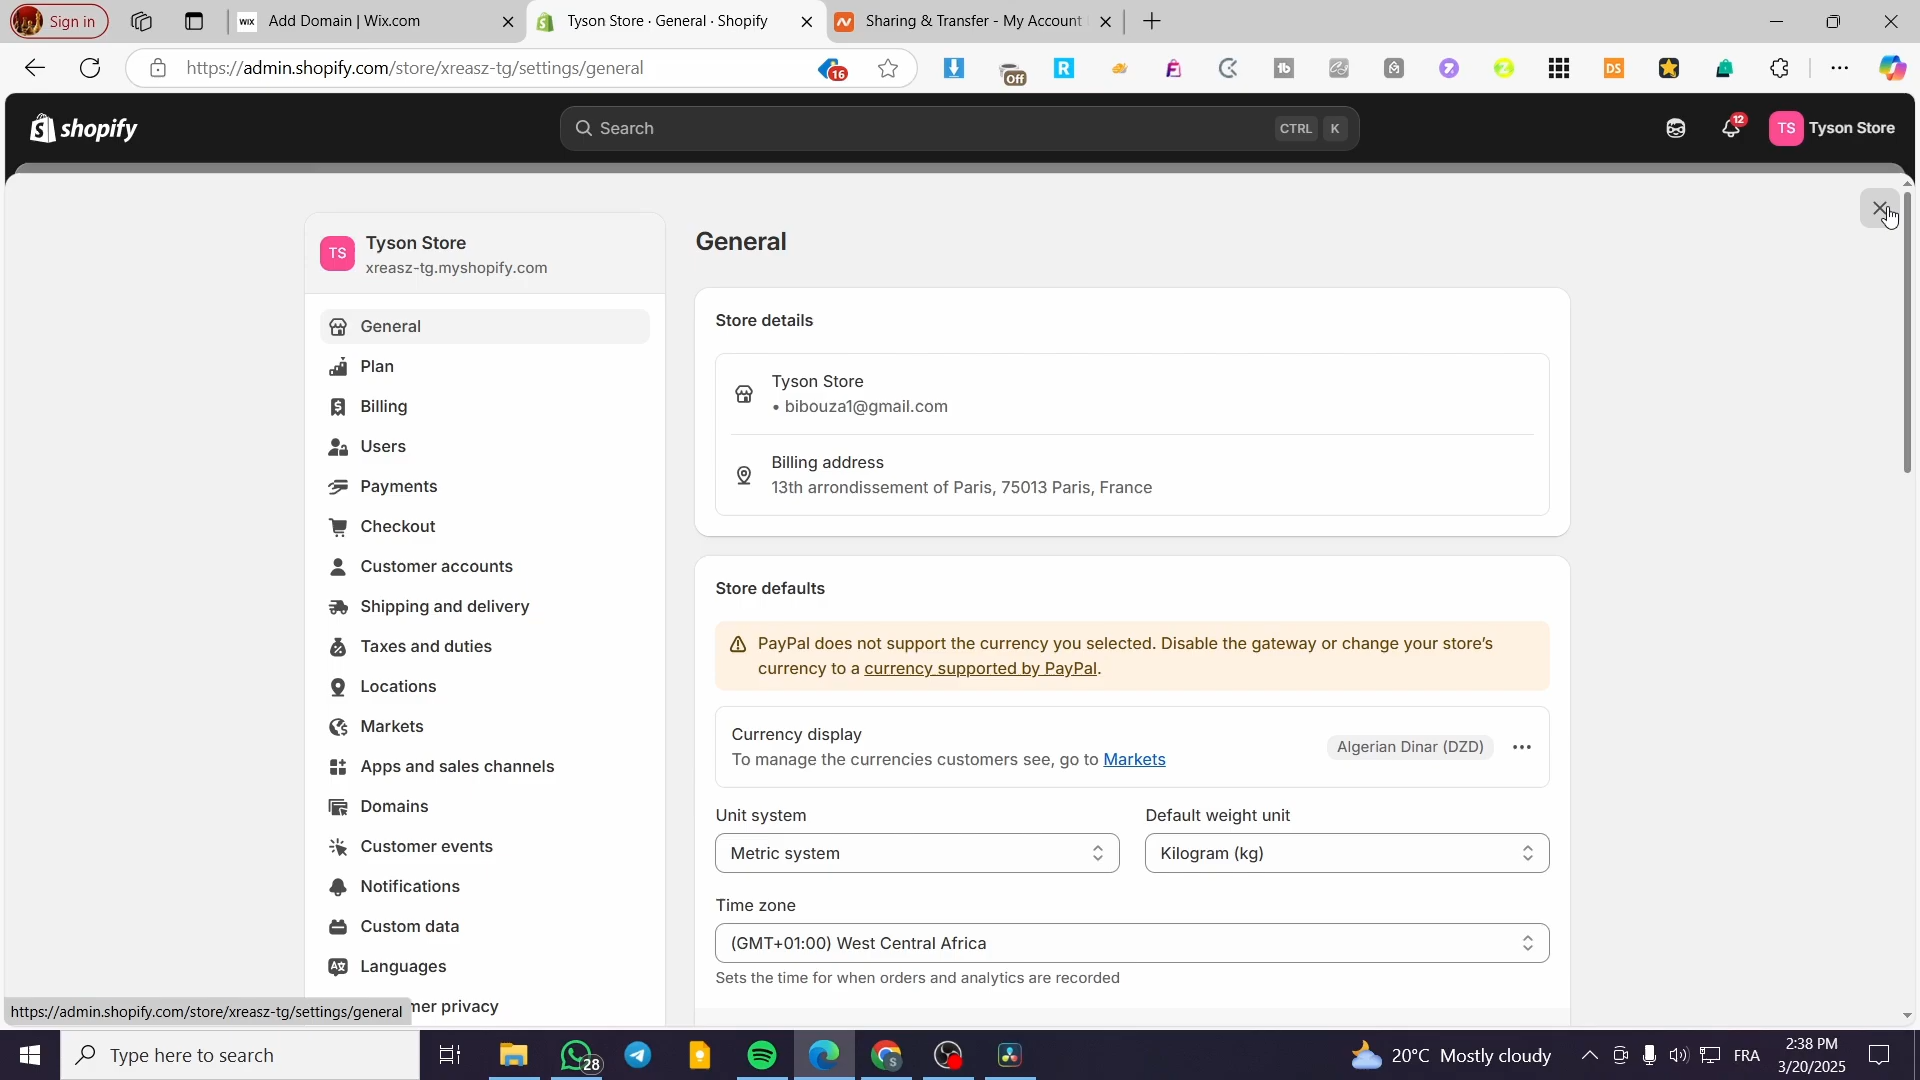 Sign in
WIX
Add Domain | Wix.com
Tyson Store · General · Shopify
Sharing & Transfer - My Account
https://admin.shopify.com/store/xreasz-tg/settings/general
16
Off
R
tb
DS
shopify
Search
CTRL
K
12
TS
Tyson Store
TS
Tyson Store
xreasz-tg.myshopify.com
General
Plan
Billing
Users
Payments
Checkout
Customer accounts
Shipping and delivery
Taxes and duties
Locations
Markets
Apps and sales channels
Domains
Customer events
Notifications
Custom data
Languages
mer privacy
General
Store details
Tyson Store
• bibouza1@gmail.com
Billing address
13th arrondissement of Paris, 75013 Paris, France
Store defaults
PayPal does not support the currency you selected. Disable the gateway or change your store's
currency to a currency supported by PayPal.
Currency display
To manage the currencies customers see, go to Markets
Algerian Dinar (DZD)
Unit system
Metric system
Default weight unit
Kilogram (kg)
Time zone
(GMT+01:00) West Central Africa
Sets the time for when orders and analytics are recorded
https://admin.shopify.com/store/xreasz-tg/settings/general
Type here to search
28
S
20°C Mostly cloudy
FRA
2:38 PM
3/20/2025